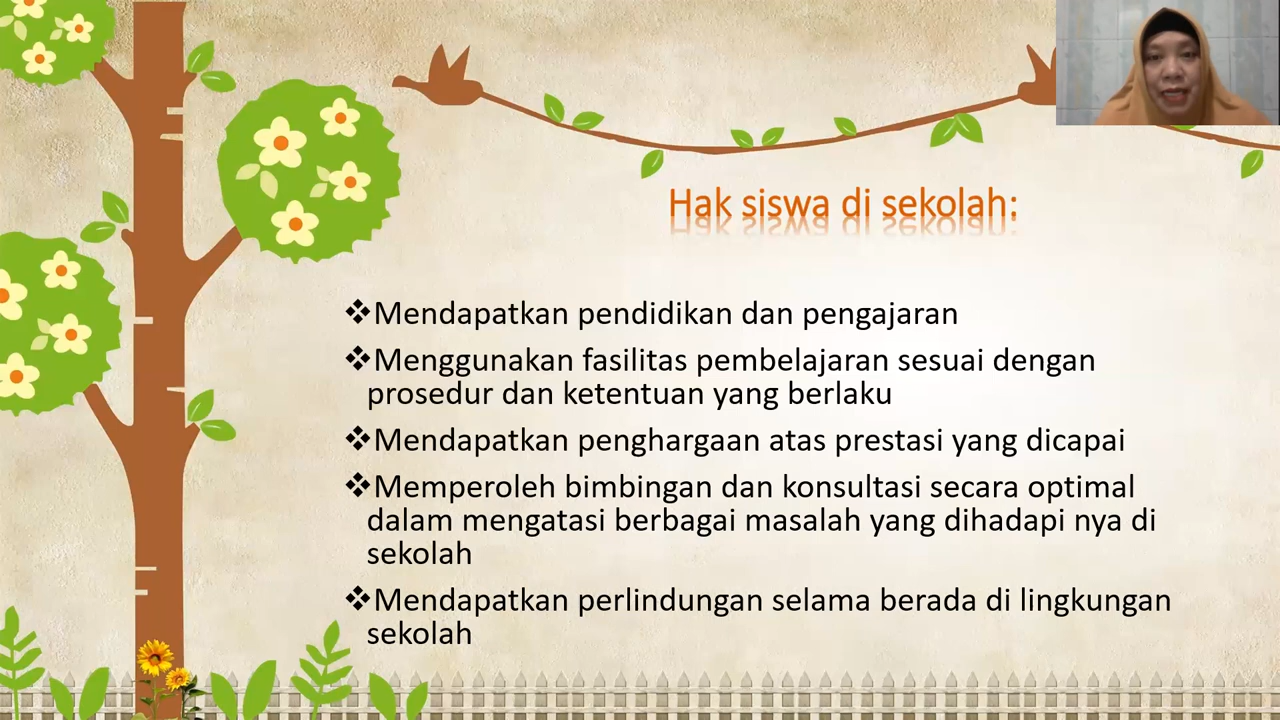 Hak siswa di sekolah:
❖Mendapatkan pendidikan dan pengajaran
❖Menggunakan fasilitas pembelajaran sesuai dengan
prosedur dan ketentuan yang berlaku
❖Mendapatkan penghargaan atas prestasi yang dicapai
❖Memperoleh bimbingan dan konsultasi secara optimal
dalam mengatasi berbagai masalah yang dihadapi nya di
sekolah
❖Mendapatkan perlindungan selama berada di lingkungan
sekolah